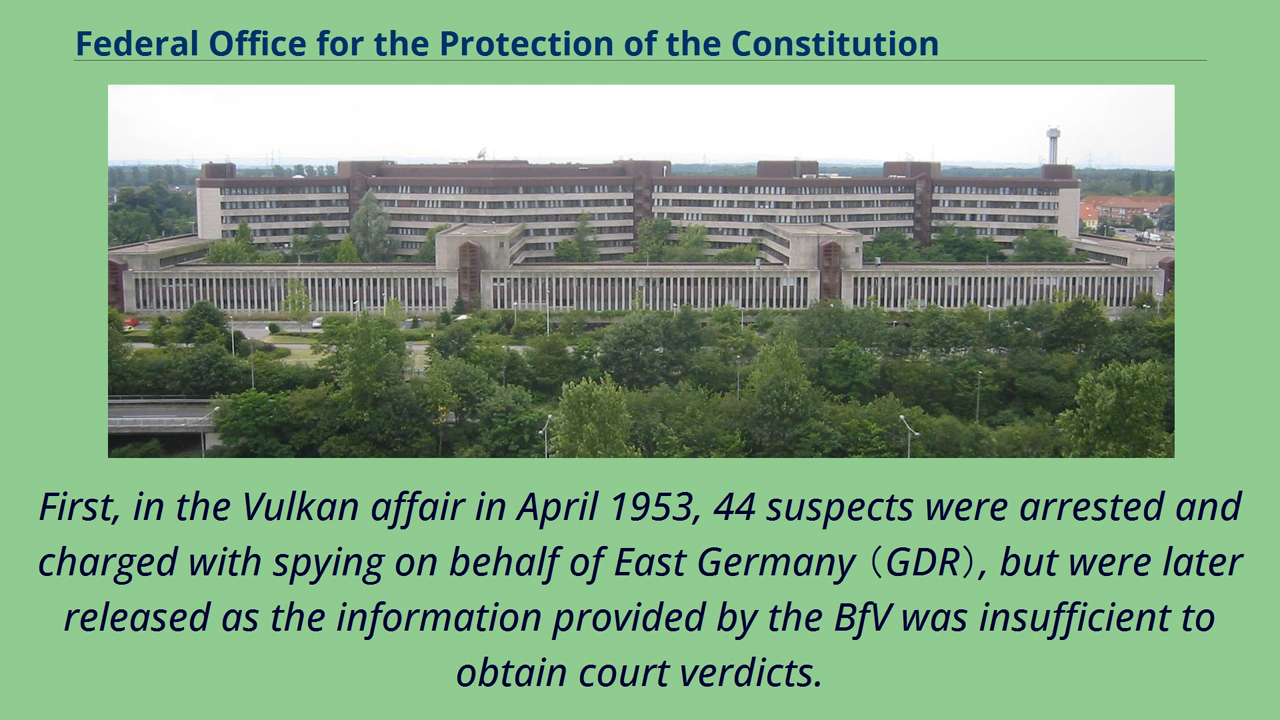 Federal Office for the Protection of the Constitution
First, in the Vulkan affair in April 1953, 44 suspects were arrested and
charged with spying on behalf of East Germany（GDR）, but were later
released as the information provided by the BfV was insufficient to
obtain court verdicts.